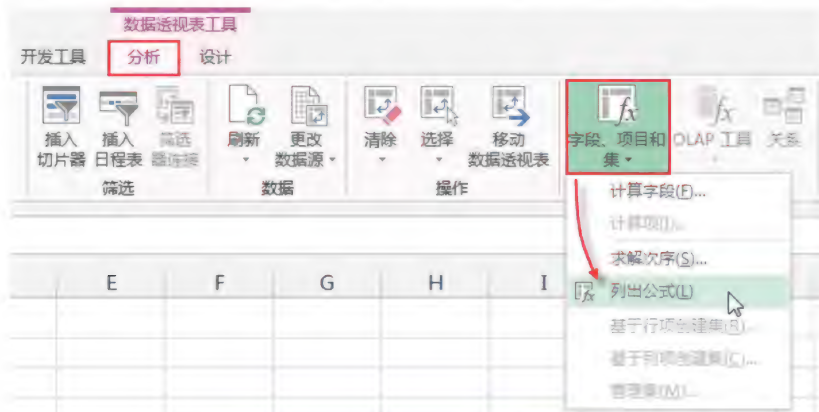 数据透视表工具
开发工具 分析 设计
插入 切片器
插入 日程表
筛选 器连接
刷新
更改 数据源
清除
选择
移动 数据透视表
字段、项目和 集
OLAP 工具
关系
筛选 数据 操作
计算字段(F)...
计算项(I)...
求解次序(S)...
列出公式(L)
基于行项创建集(R)...
基于列项创建集(C)...
管理集(M)...
E F G H I